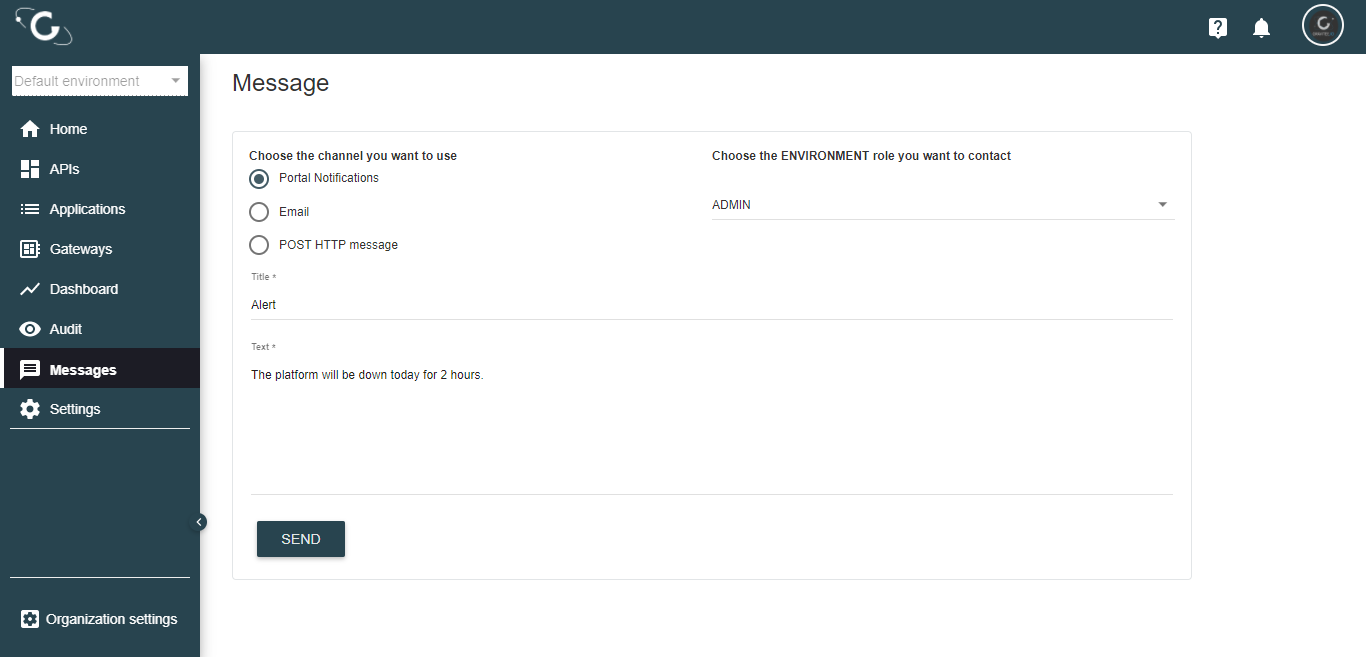 Default environment
Home
APIs
Applications
Gateways
Dashboard
Audit
Messages
Settings
Organization settings
Message
Choose the channel you want to use
Portal Notifications
Email
POST HTTP message
Choose the ENVIRONMENT role you want to contact
ADMIN
Title *
Alert
Text *
The platform will be down today for 2 hours.
SEND